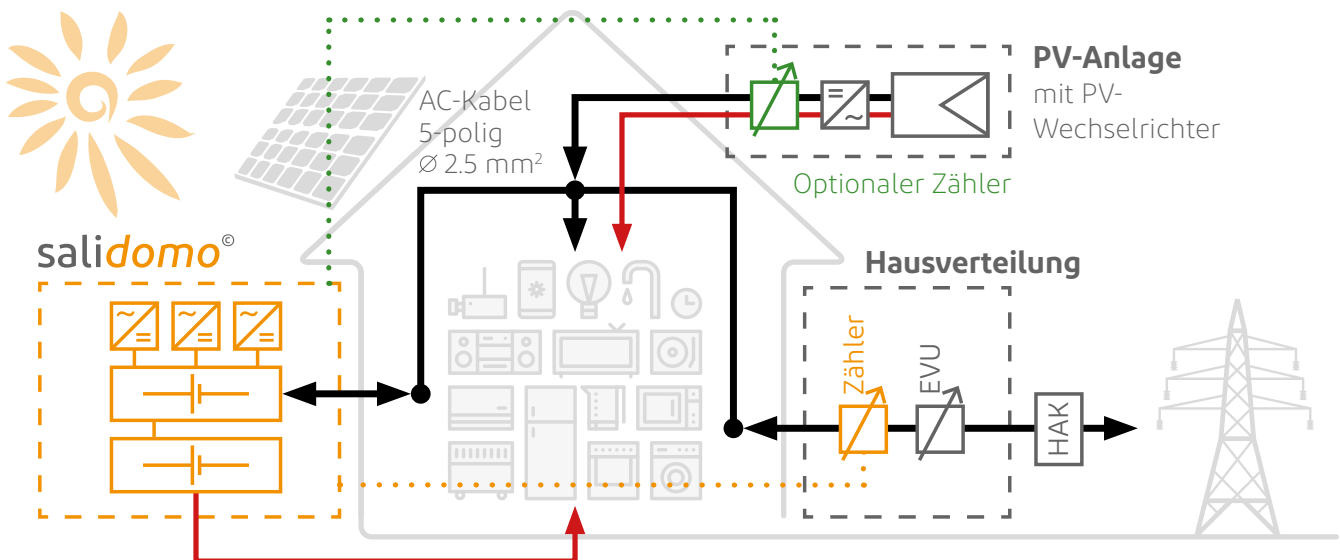 AC-Kabel
5-polig
Ø 2.5 mm²
PV-Anlage
mit PV-
Wechselrichter
Optionaler Zähler
salidomo©
Hausverteilung
Zähler
EVU
HAK